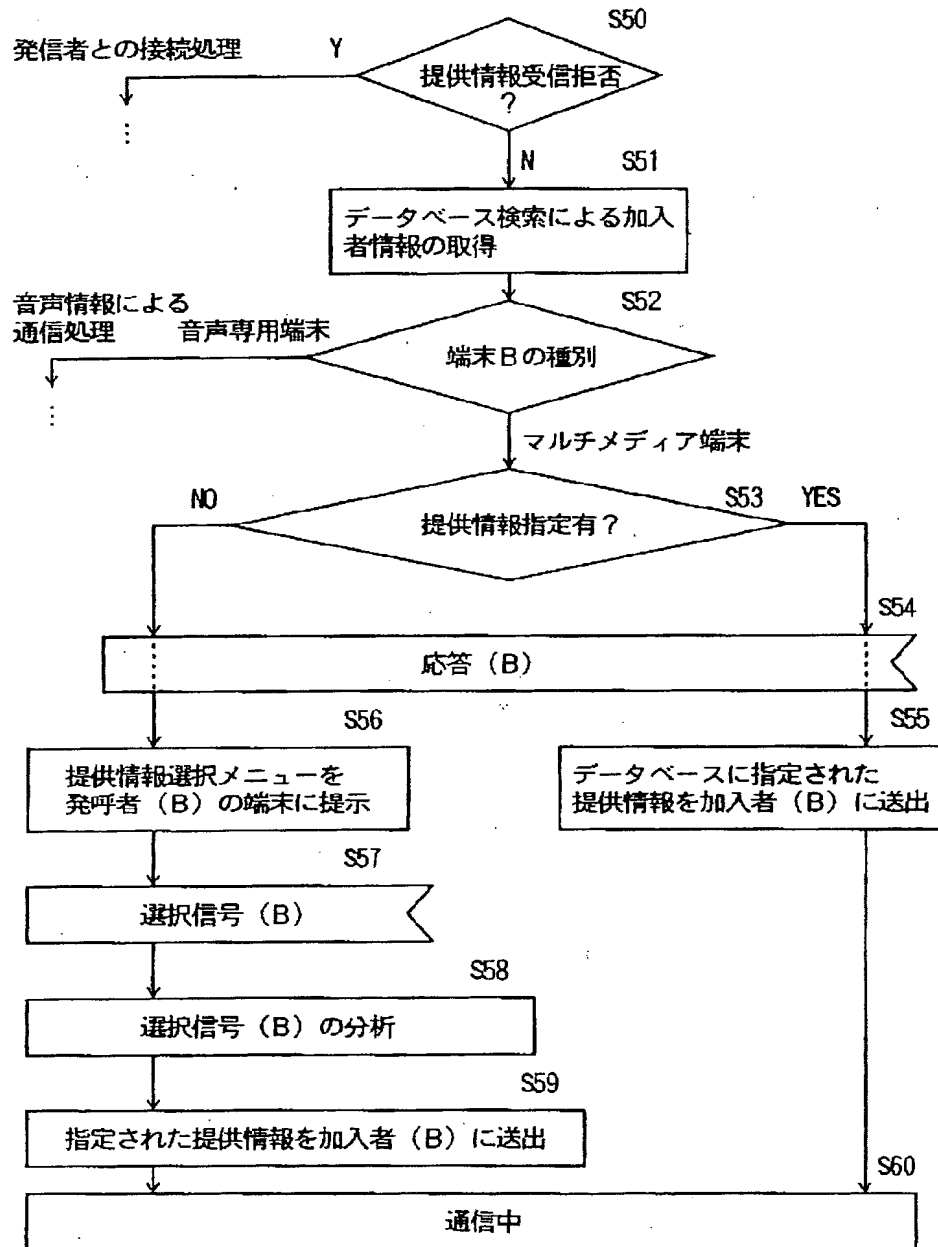 S50
発信者との接続処理
Y
提供情報受信拒否
?
N
S51
データベース検索による加入
者情報の取得
S52
音声情報による
通信処理
音声専用端末
端末Bの種別
マルチメディア端末
NO
S53
YES
提供情報指定有?
S54
応答(B)
S56
S55
提供情報選択メニューを
発呼者(B)の端末に提示
データベースに指定された
提供情報を加入者(B)に送出
S57
選択信号(B)
S58
選択信号(B)の分析
S59
指定された提供情報を加入者(B)に送出
S60
通信中